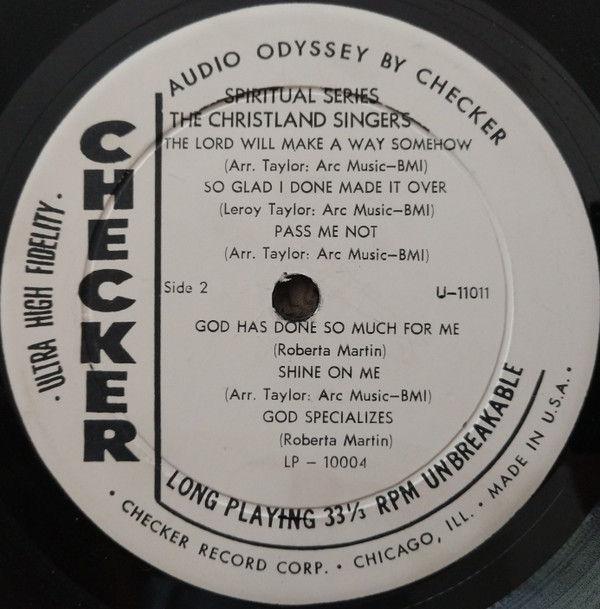 AUDIO ODYSSEY BY CHECKER
SPIRITUAL SERIES
THE CHRISTLAND SINGERS
THE LORD WILL MAKE A WAY SOMEHOW
(Arr. Taylor: Arc Music–BMI)
SO GLAD I DONE MADE IT OVER
(Leroy Taylor: Arc Music–BMI)
PASS ME NOT
(Arr. Taylor: Arc Music–BMI)
Side 2
U–11011
GOD HAS DONE SO MUCH FOR ME
(Roberta Martin)
SHINE ON ME
(Arr. Taylor: Arc Music–BMI)
GOD SPECIALIZES
(Roberta Martin)
LP – 10004
CHECKER
• ULTRA HIGH FIDELITY •
LONG PLAYING 33⅓ RPM UNBREAKABLE
• CHECKER RECORD CORP. • CHICAGO, ILL. • MADE IN U.S.A. •